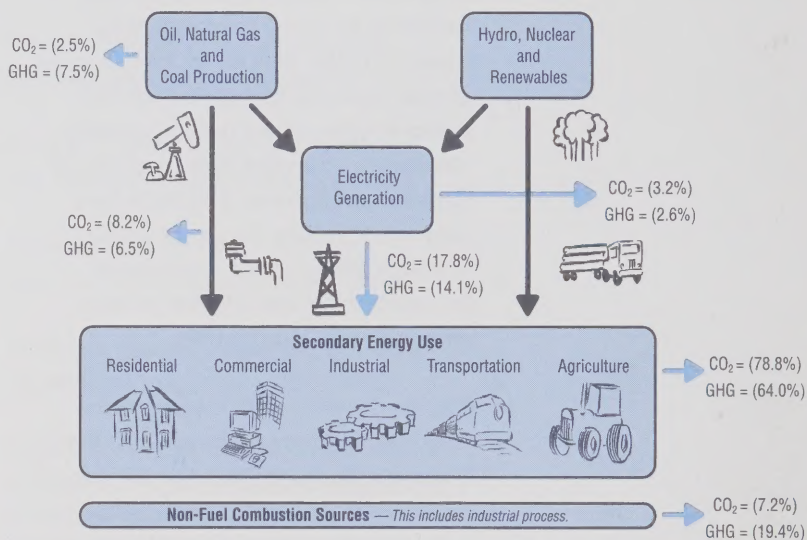 Oil, Natural Gas
and
Coal Production
Hydro, Nuclear
and
Renewables
CO₂ = (2.5%)
GHG = (7.5%)
Electricity
Generation
CO₂ = (3.2%)
GHG = (2.6%)
CO₂ = (8.2%)
GHG = (6.5%)
CO₂ = (17.8%)
GHG = (14.1%)
Secondary Energy Use
Residential
Commercial
Industrial
Transportation
Agriculture
CO₂ = (78.8%)
GHG = (64.0%)
Non-Fuel Combustion Sources — This includes industrial process.
CO₂ = (7.2%)
GHG = (19.4%)